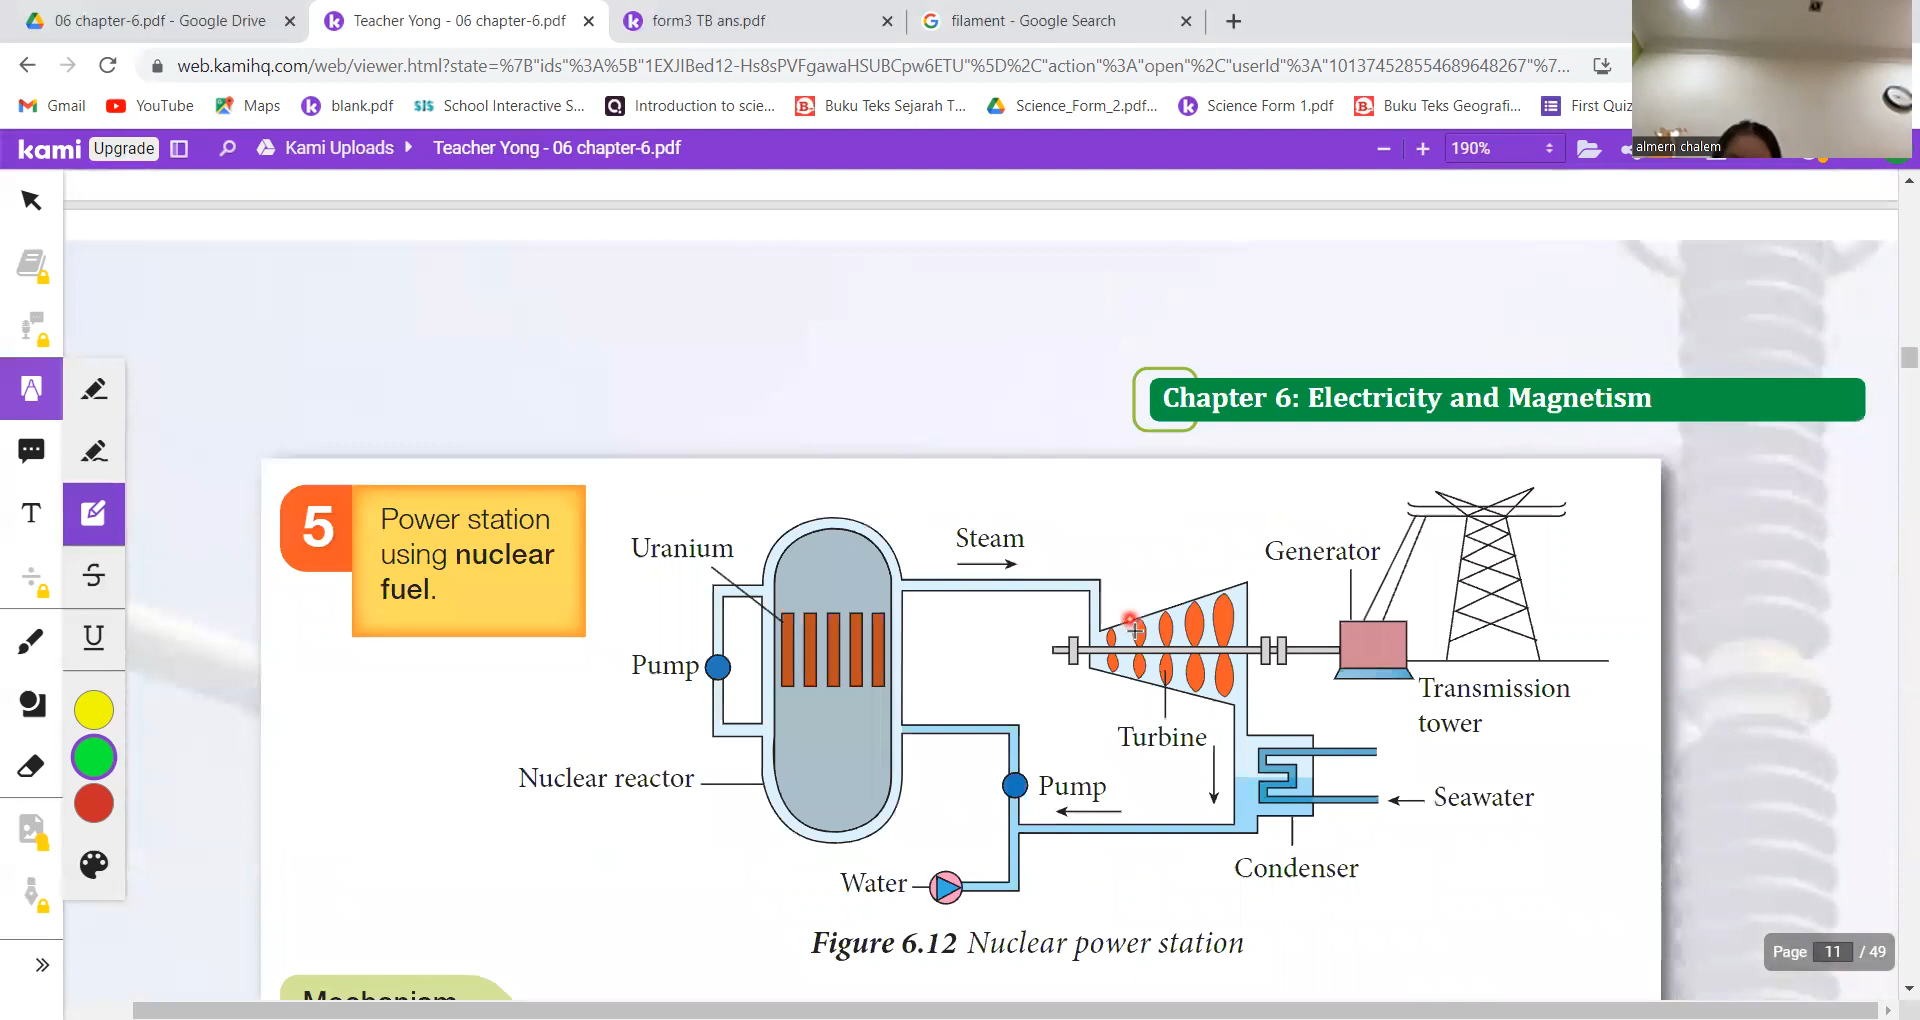 06 chapter-6.pdf - Google Drive
Teacher Yong - 06 chapter-6.pdf
form3 TB ans.pdf
filament - Google Search
web.kamihq.com/web/viewer.html?state=%7B"ids"%3A%5B"1EXJIBed12-Hs8sPVFgawaHSUBCpw6ETU"%5D%2C"action"%3A"open"%2C"userId"%3A"101374528554689648267"%7...
Gmail
YouTube
Maps
blank.pdf
School Interactive S...
Introduction to scie...
Buku Teks Sejarah T...
Science_Form_2.pdf...
Science Form 1.pdf
Buku Teks Geografi...
First Quiz
almern chalem
kami
Upgrade
Kami Uploads
Teacher Yong - 06 chapter-6.pdf
190%
Chapter 6: Electricity and Magnetism
5
Power station
using nuclear
fuel.
Uranium
Steam
Generator
Pump
Transmission
tower
Turbine
Nuclear reactor
Pump
Seawater
Condenser
Water
Figure 6.12 Nuclear power station
Page 11 / 49
Mechanism